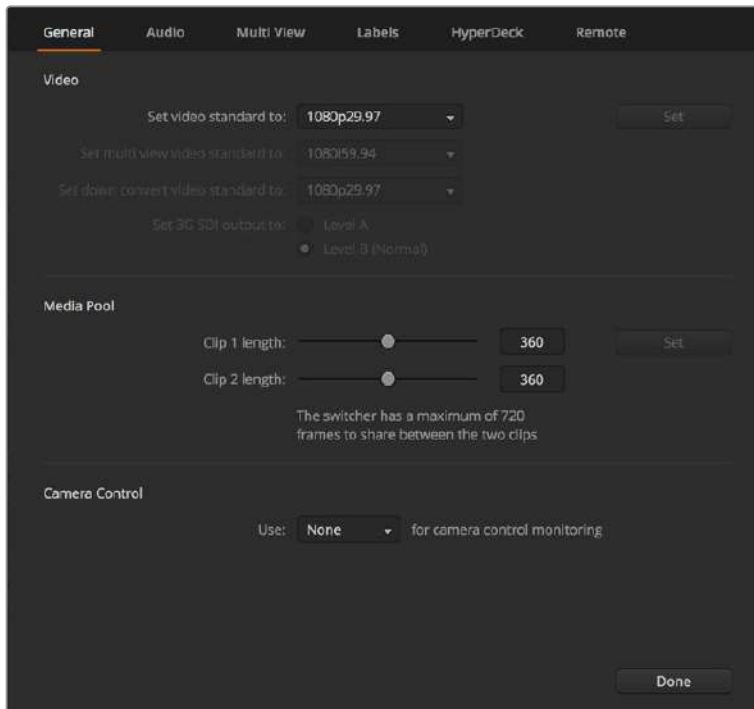 General Audio Multi View Labels HyperDeck Remote
Video
Set video standard to: 1080p29.97 Set
Set multi view video standard to: 1080i59.94
Set down convert video standard to: 1080p29.97
Set 3G SDI output to: Level A
Level B (Normal)
Media Pool
Clip 1 length: 360 Set
Clip 2 length: 360
The switcher has a maximum of 720
frames to share between the two clips
Camera Control
Use: None for camera control monitoring
Done